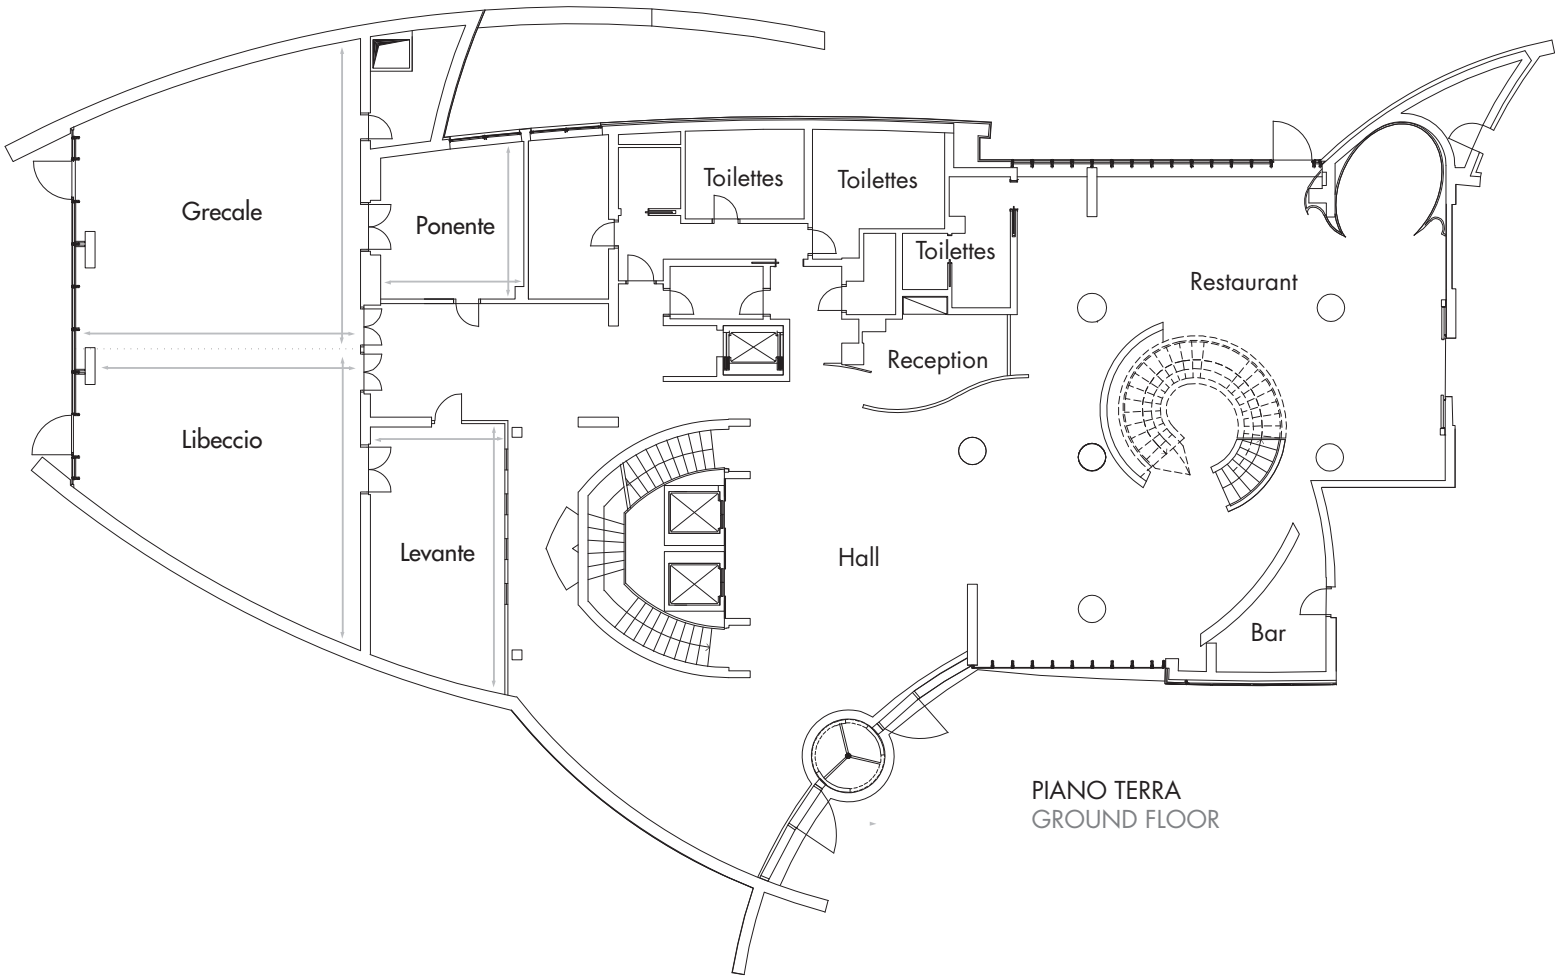 Toilettes
Toilettes
Grecale
Ponente
Toilettes
Restaurant
Reception
Libeccio
Levante
Hall
Bar
PIANO TERRA
GROUND FLOOR